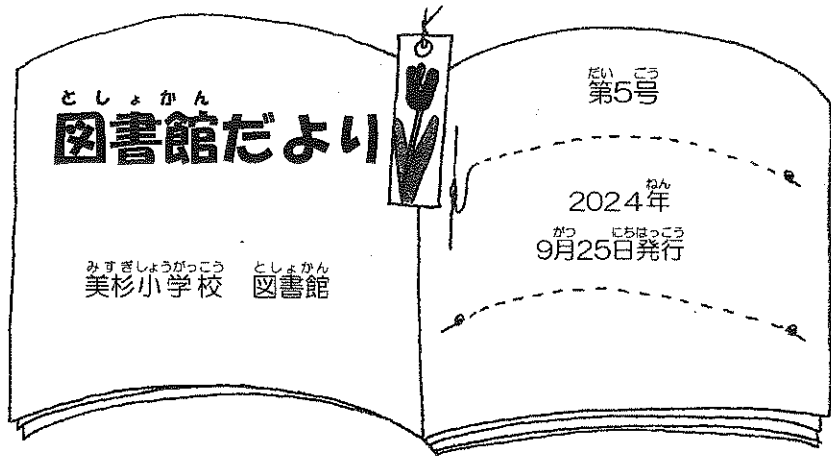 としょかん
図書館だより
みすぎしょうがっこう としょかん
美杉小学校 図書館
だい ごう
第5号
ねん
2024年
がつ にちはっこう
9月25日発行